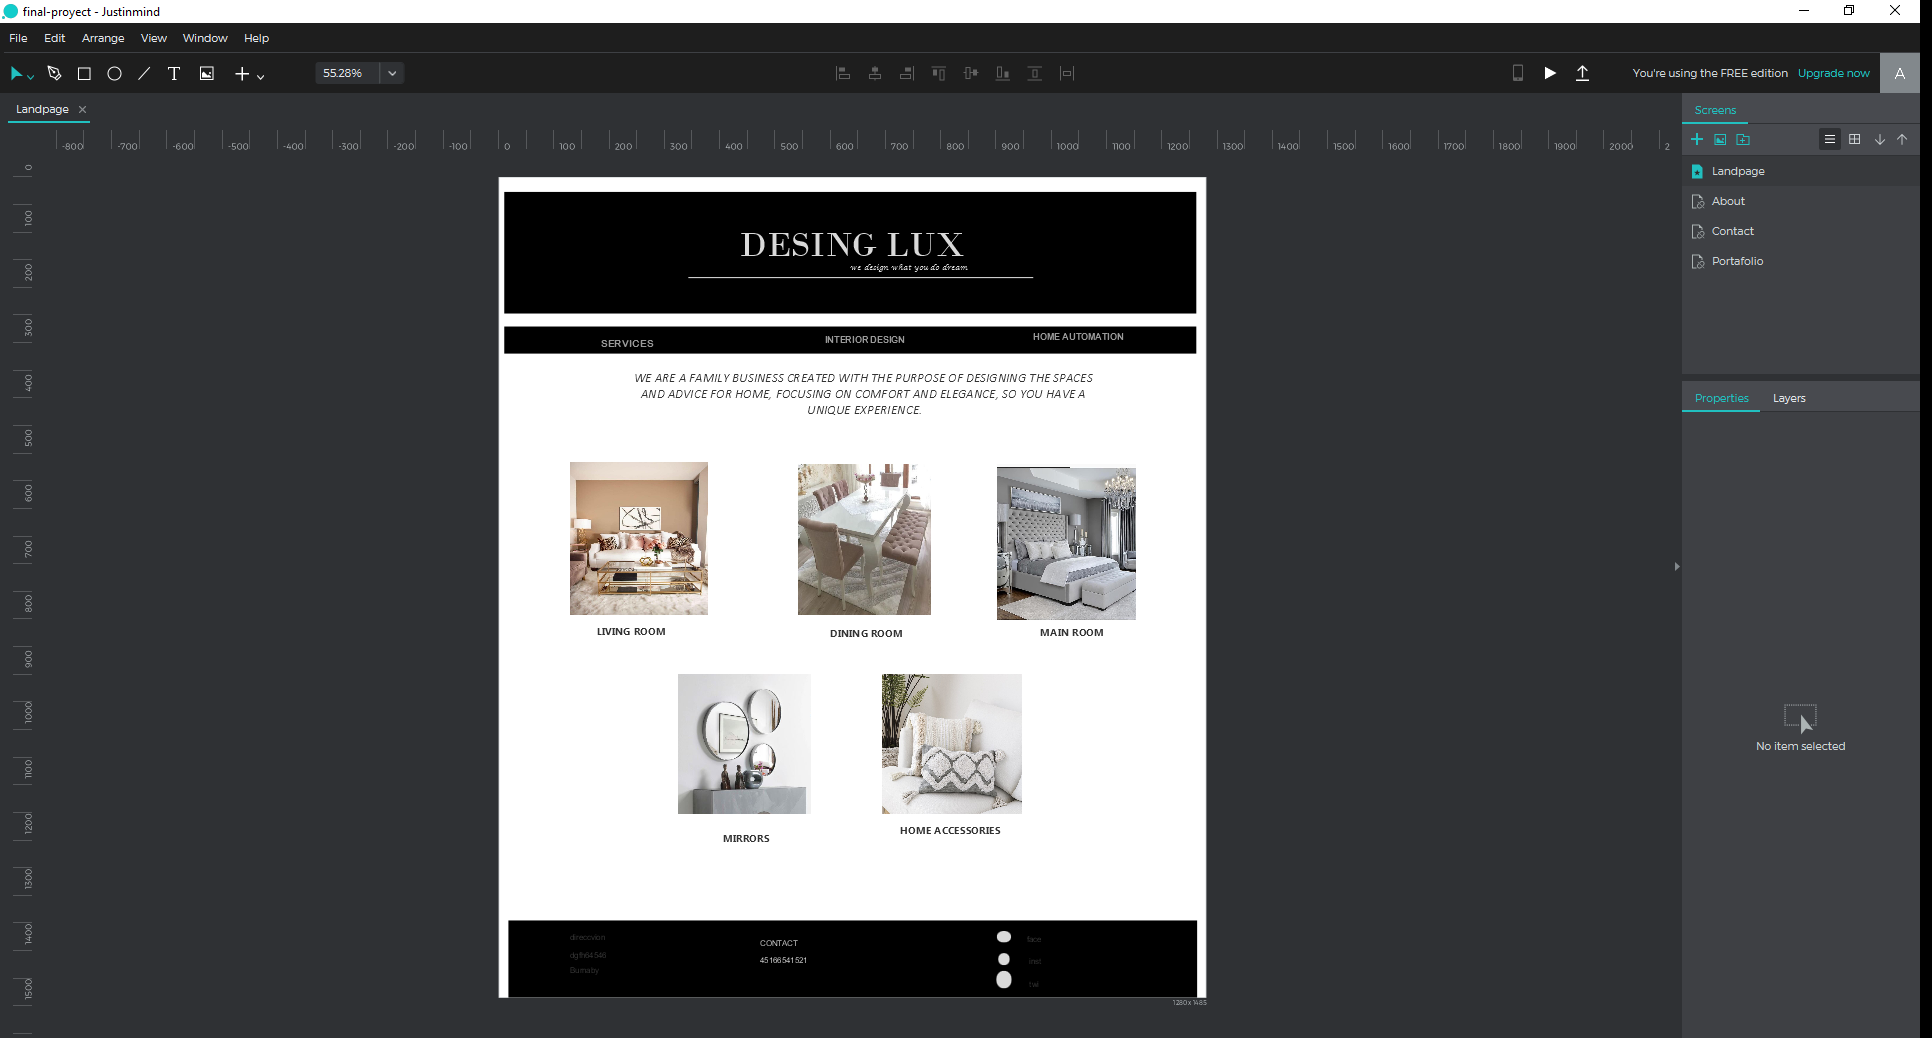 final-proyect - Justinmind
File Edit Arrange View Window Help
55.28%
You're using the FREE edition Upgrade now A
Landpage
-800 -700 -600 -500 -400 -300 -200 -100 0 100 200 300 400 500 600 700 800 900 1000 1100 1200 1300 1400 1500 1600 1700 1800 1900 2000 2
0
100
200
300
400
500
600
700
800
900
1000
1100
1200
1300
1400
1500
DESING LUX
we design what you do dream
SERVICES INTERIOR DESIGN HOME AUTOMATION
WE ARE A FAMILY BUSINESS CREATED WITH THE PURPOSE OF DESIGNING THE SPACES
AND ADVICE FOR HOME, FOCUSING ON COMFORT AND ELEGANCE, SO YOU HAVE A
UNIQUE EXPERIENCE.
LIVING ROOM DINING ROOM MAIN ROOM
MIRRORS HOME ACCESSORIES
dgfh64546
Burnaby
CONTACT
45166541521
face
inst
1280x1485
Screens
Landpage
About
Contact
Portafolio
Properties Layers
No item selected